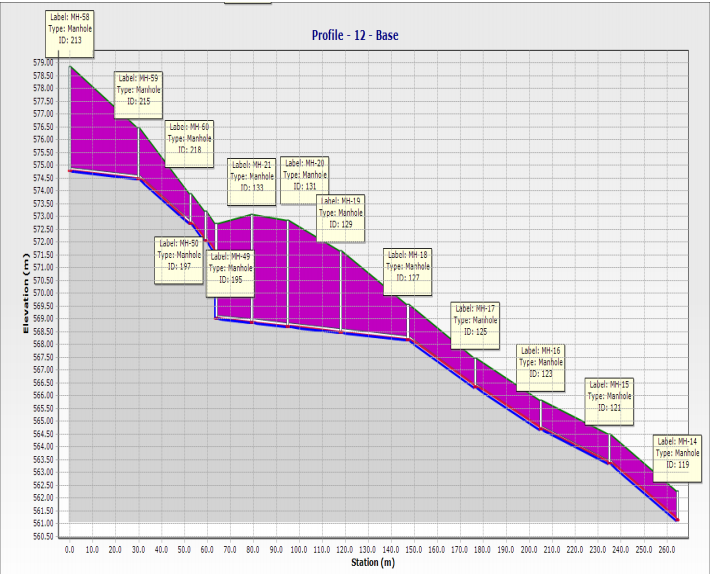 Profile - 12 - Base
Label: MH-58
Type: Manhole
ID: 213
Label: MH-59
Type: Manhole
ID: 215
Label: MH-60
Type: Manhole
ID: 218
Label: MH-21
Type: Manhole
ID: 133
Label: MH-20
Type: Manhole
ID: 131
Label: MH-19
Type: Manhole
ID: 129
Label: MH-50
Type: Manhole
ID: 197
Label: MH-49
Type: Manhole
ID: 195
Label: MH-18
Type: Manhole
ID: 127
Label: MH-17
Type: Manhole
ID: 125
Label: MH-16
Type: Manhole
ID: 123
Label: MH-15
Type: Manhole
ID: 121
Label: MH-14
Type: Manhole
ID: 119
Elevation (m)
579.00
578.50
578.00
577.50
577.00
576.50
576.00
575.50
575.00
574.50
574.00
573.50
573.00
572.50
572.00
571.50
571.00
570.50
570.00
569.50
569.00
568.50
568.00
567.50
567.00
566.50
566.00
565.50
565.00
564.50
564.00
563.50
563.00
562.50
562.00
561.50
561.00
560.50
0.0 10.0 20.0 30.0 40.0 50.0 60.0 70.0 80.0 90.0 100.0 110.0 120.0 130.0 140.0 150.0 160.0 170.0 180.0 190.0 200.0 210.0 220.0 230.0 240.0 250.0 260.0
Station (m)